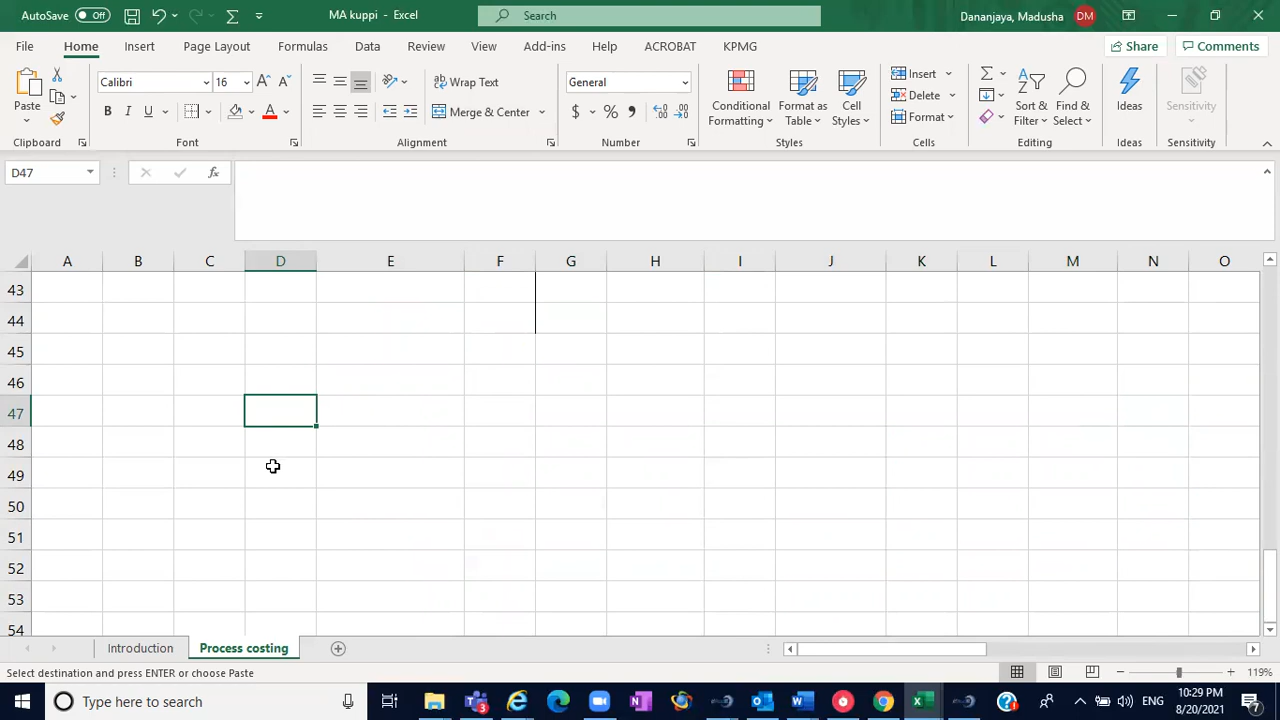 AutoSave Off MA kuppi - Excel Search Dananjaya, Madusha DM
File Home Insert Page Layout Formulas Data Review View Add-ins Help ACROBAT KPMG Share Comments
Paste Calibri 16 Wrap Text General Conditional Formatting Format as Table Cell Styles Insert Sort & Filter Find & Select Ideas Sensitivity
B I U A Merge & Center $ % Delete
Format
Clipboard Font Alignment Number Styles Cells Editing Ideas Sensitivity
D47 fx
A B C D E F G H I J K L M N O
43
44
45
46
47
48
49
50
51
52
53
54
Introduction Process costing
Select destination and press ENTER or choose Paste 119%
Type here to search ENG 10:29 PM
8/20/2021
3 7